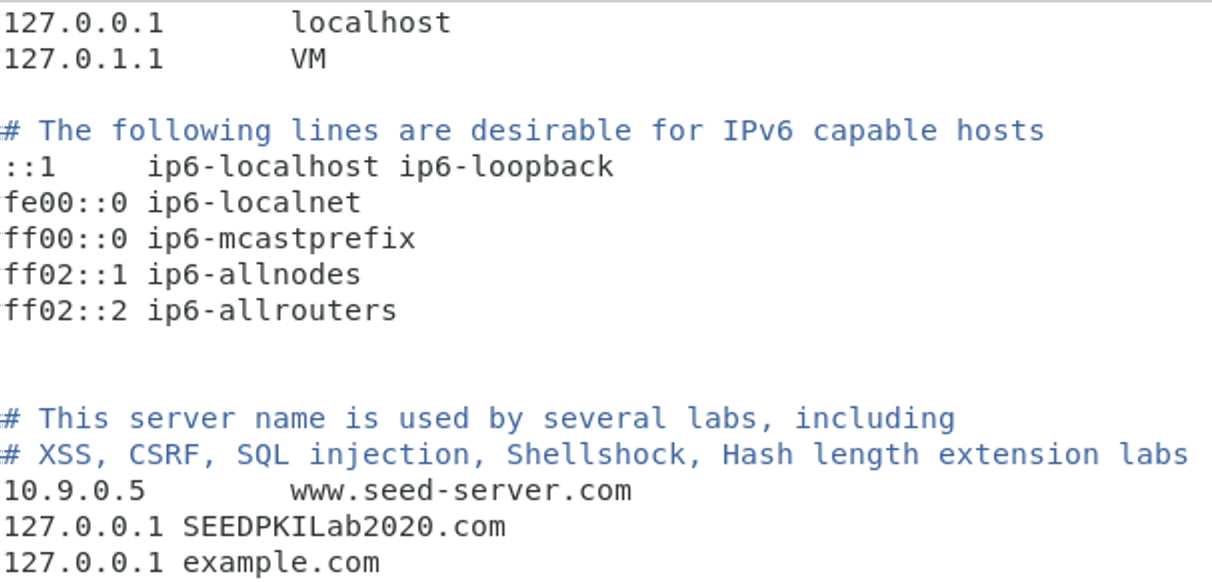 127.0.0.1       localhost
127.0.1.1       VM
# The following lines are desirable for IPv6 capable hosts
::1     ip6-localhost ip6-loopback
fe00::0 ip6-localnet
ff00::0 ip6-mcastprefix
ff02::1 ip6-allnodes
ff02::2 ip6-allrouters
# This server name is used by several labs, including
# XSS, CSRF, SQL injection, Shellshock, Hash length extension labs
10.9.0.5        www.seed-server.com
127.0.0.1 SEEDPKILab2020.com
127.0.0.1 example.com